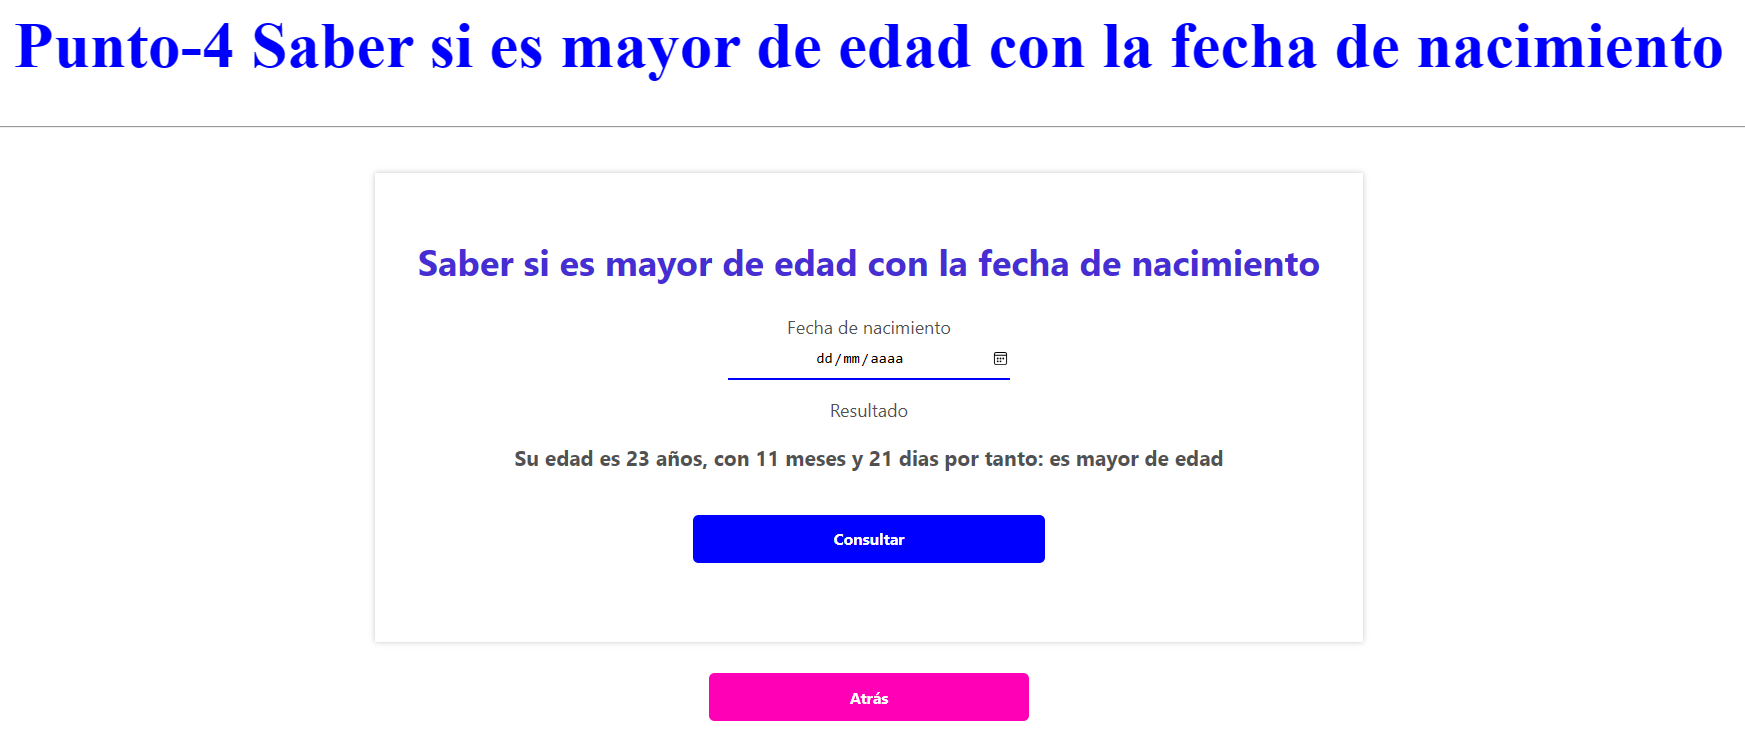 Punto-4 Saber si es mayor de edad con la fecha de nacimiento
Saber si es mayor de edad con la fecha de nacimiento
Fecha de nacimiento
dd/mm/aaaa
Resultado
Su edad es 23 años, con 11 meses y 21 dias por tanto: es mayor de edad
Consultar
Atrás